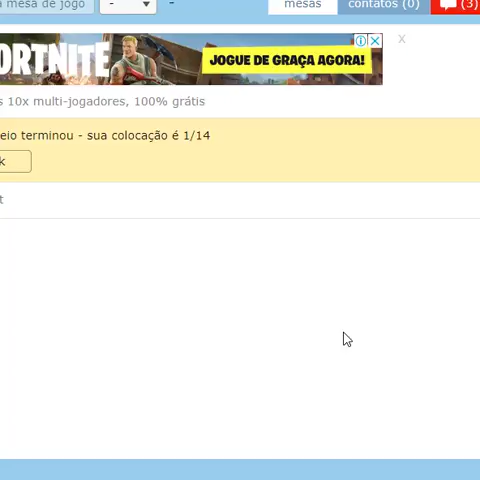 mesa de jogo - - mesas contatos (0) (3)
ORTNITE JOGUE DE GRAÇA AGORA! X
s 10x multi-jogadores, 100% grátis
eio terminou - sua colocação é 1/14
k
t